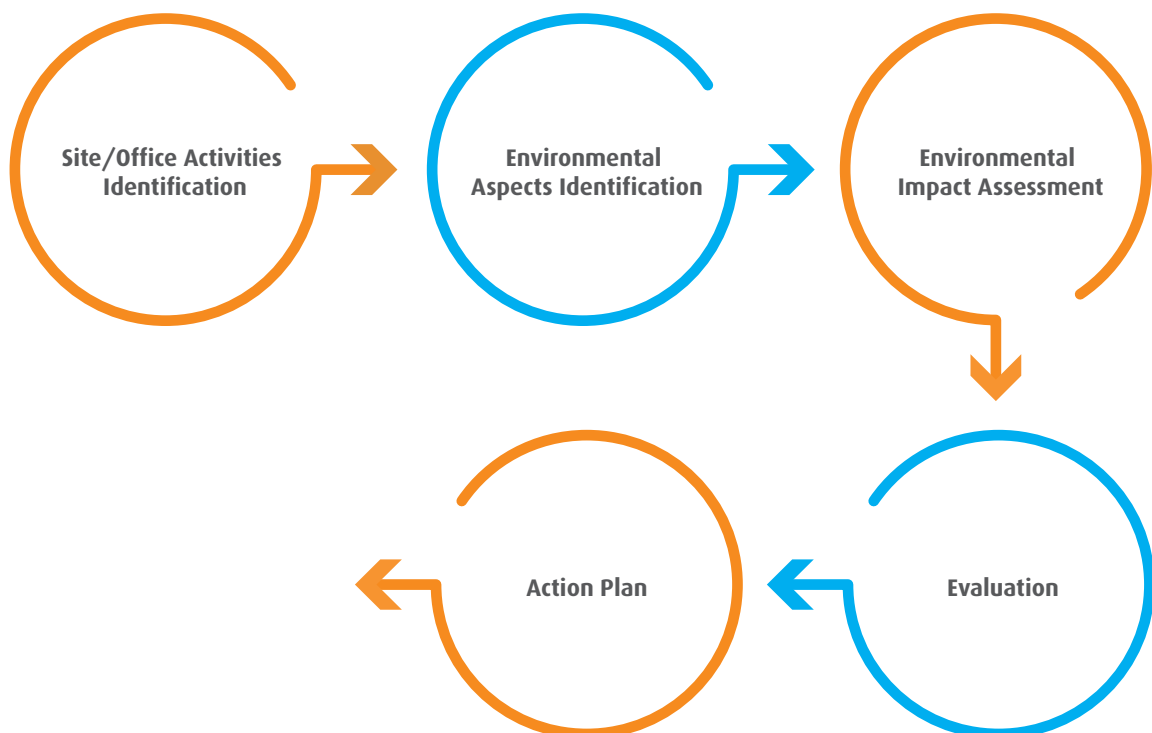 Site/Office Activities
Identification
Environmental
Aspects Identification
Environmental
Impact Assessment
Action Plan
Evaluation